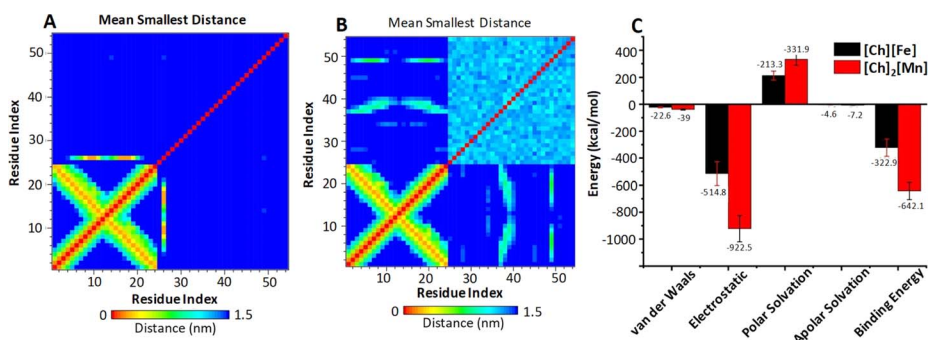 A
Mean Smallest Distance
50
40
30
20
10
Residue Index
10 20 30 40 50
Residue Index
0 1.5
Distance (nm)
B
Mean Smallest Distance
50
40
30
20
10
Residue Index
10 20 30 40 50
Residue Index
0 1.5
Distance (nm)
C
[Ch][Fe]
[Ch]₂[Mn]
400
200
0
-200
-400
-600
-800
-1000
Energy (kcal/mol)
-22.6
-39
-514.8
-922.5
-213.3
-331.9
-4.6
-7.2
-322.9
-642.1
van der Waals
Electrostatic
Polar Solvation
Apolar Solvation
Binding Energy